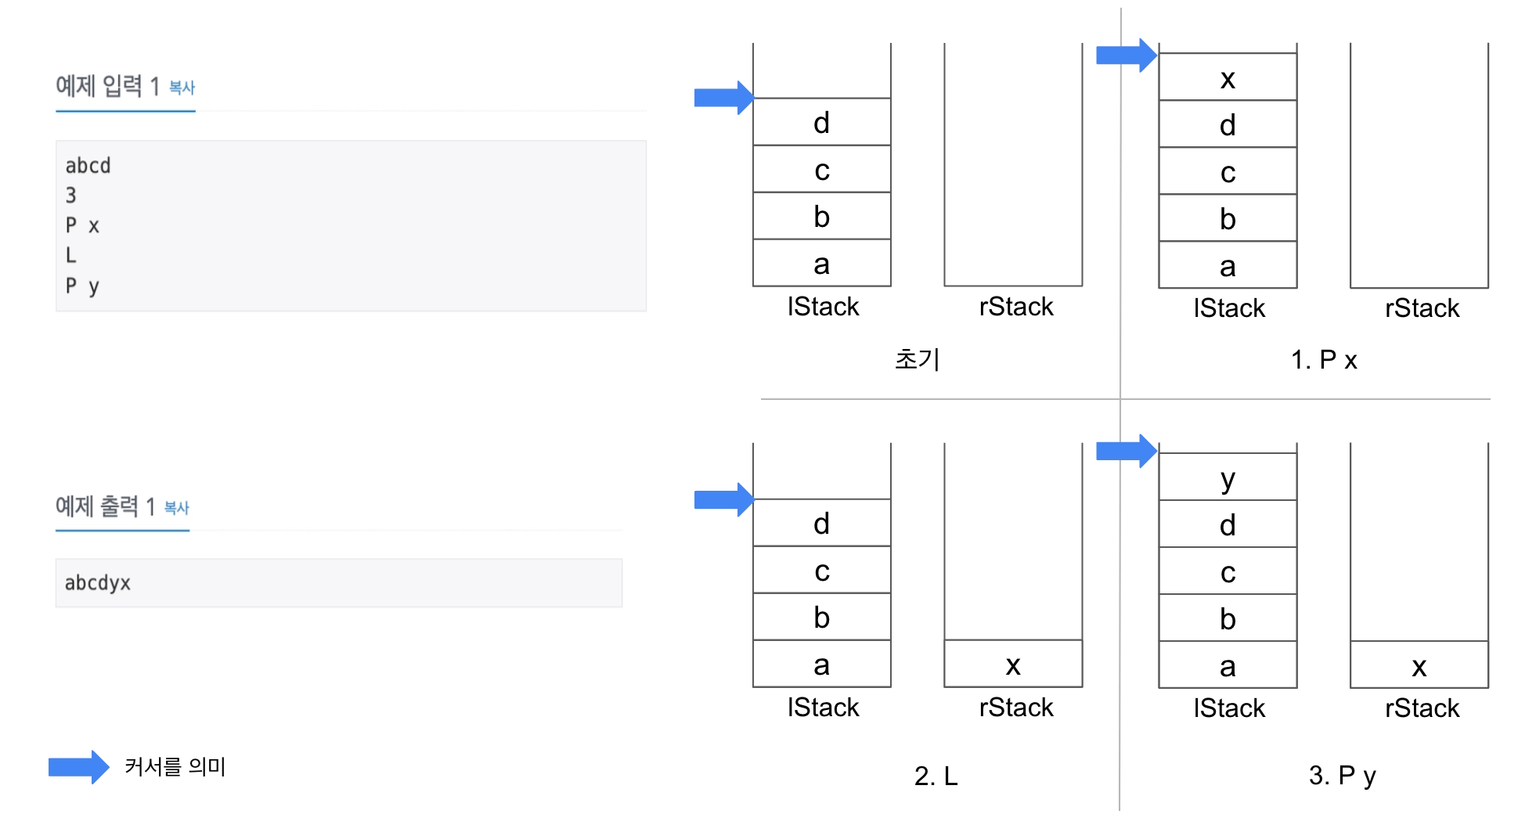 예제 입력 1 복사
abcd
3
P x
L
P y
예제 출력 1 복사
abcdyx
커서를 의미
d
c
b
a
lStack rStack
초기
x
d
c
b
a
lStack rStack
1. P x
d
c
b
a x
lStack rStack
2. L
y
d
c
b
a x
lStack rStack
3. P y